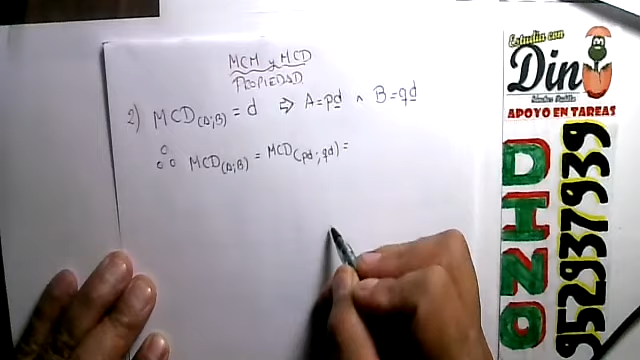 MCM y MCD
PROPIEDAD
2) MCD(A;B) = d ⇒ A=pd ∧ B=qd
∴ MCD(A;B) = MCD(pd;qd) =
Estudia con
Dino
APOYO EN TAREAS
DINO
952937939